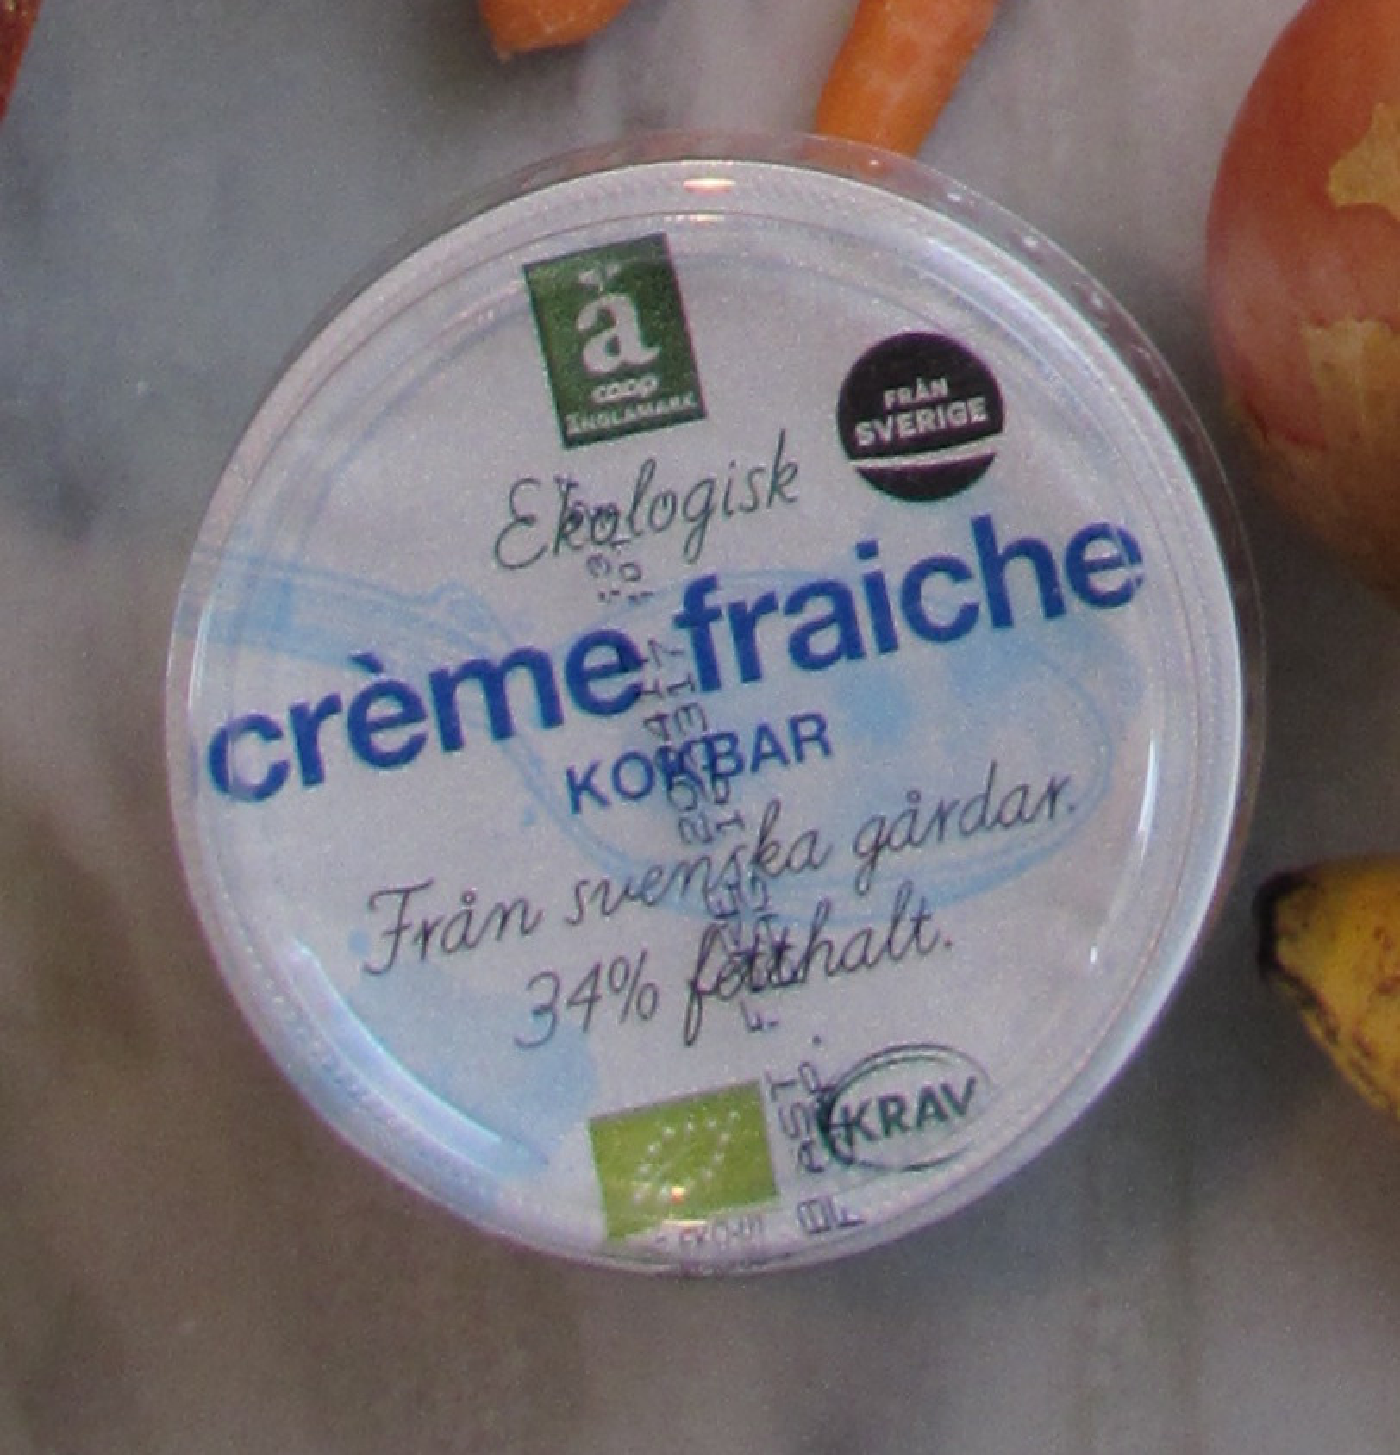 ä
coop
ÄNGLAMARK
FRÅN
SVERIGE
Ekologisk
crème fraiche
KOKBAR
Från svenska gårdar.
34% fetthalt.
KRAV